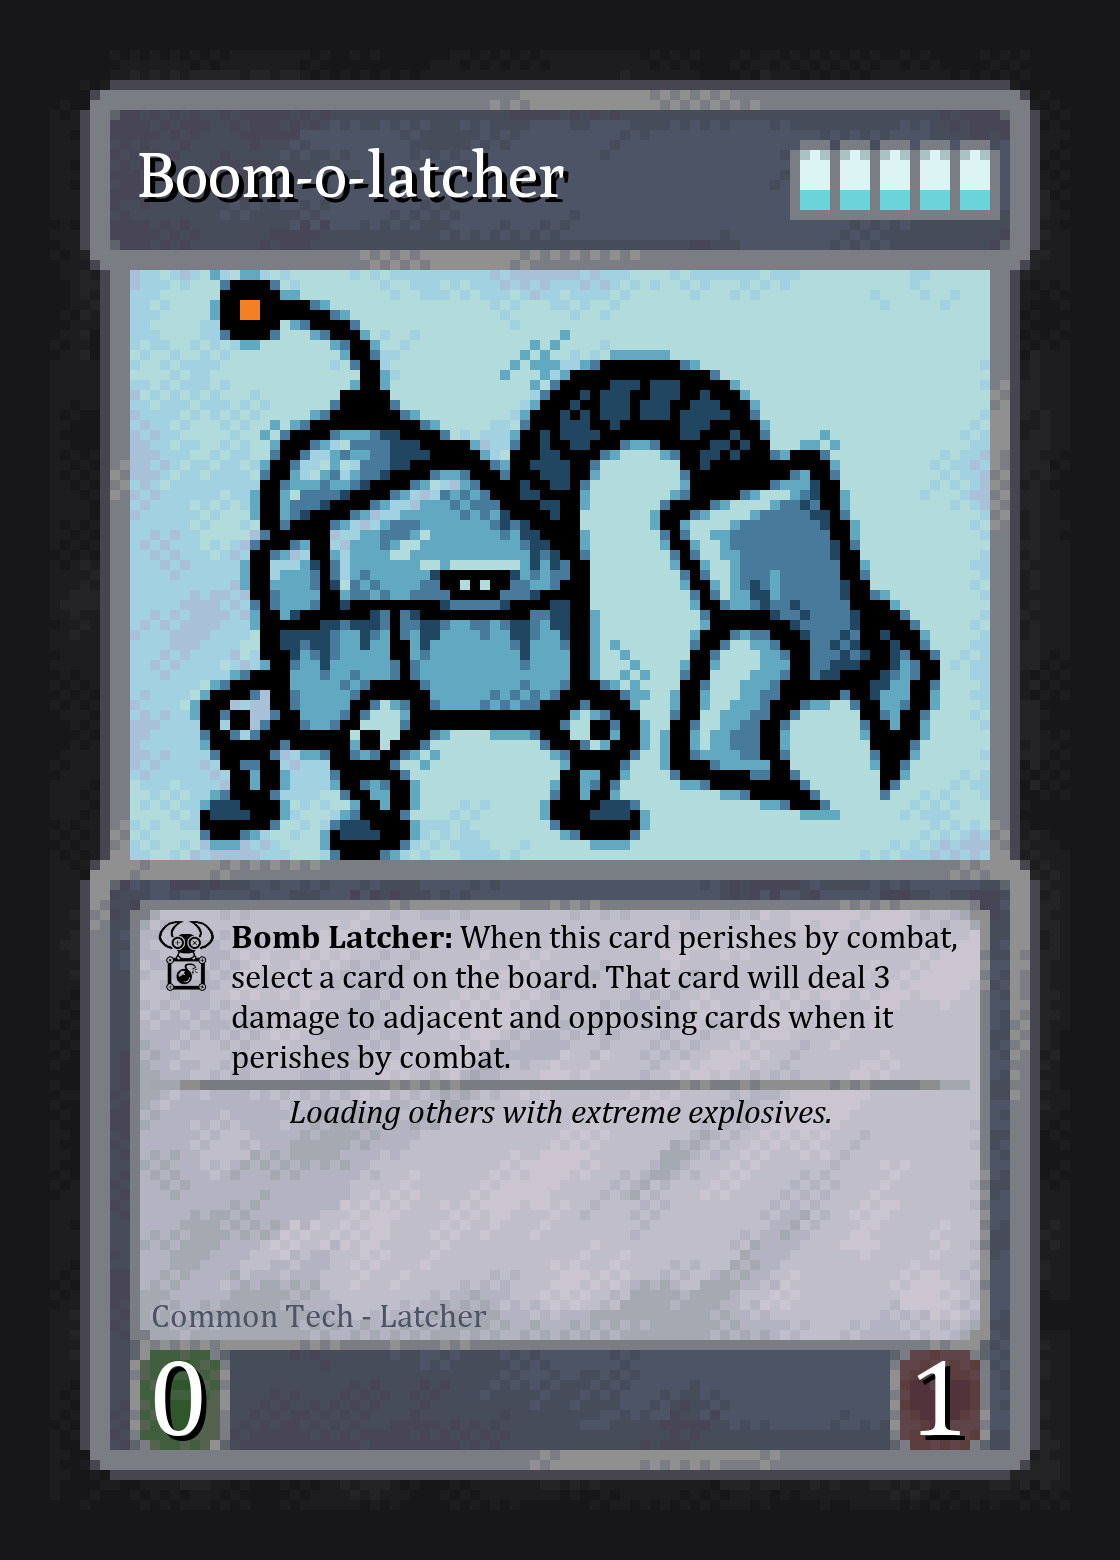 Boom-o-latcher
Bomb Latcher: When this card perishes by combat,
select a card on the board. That card will deal 3
damage to adjacent and opposing cards when it
perishes by combat.
Loading others with extreme explosives.
Common Tech - Latcher
0
1